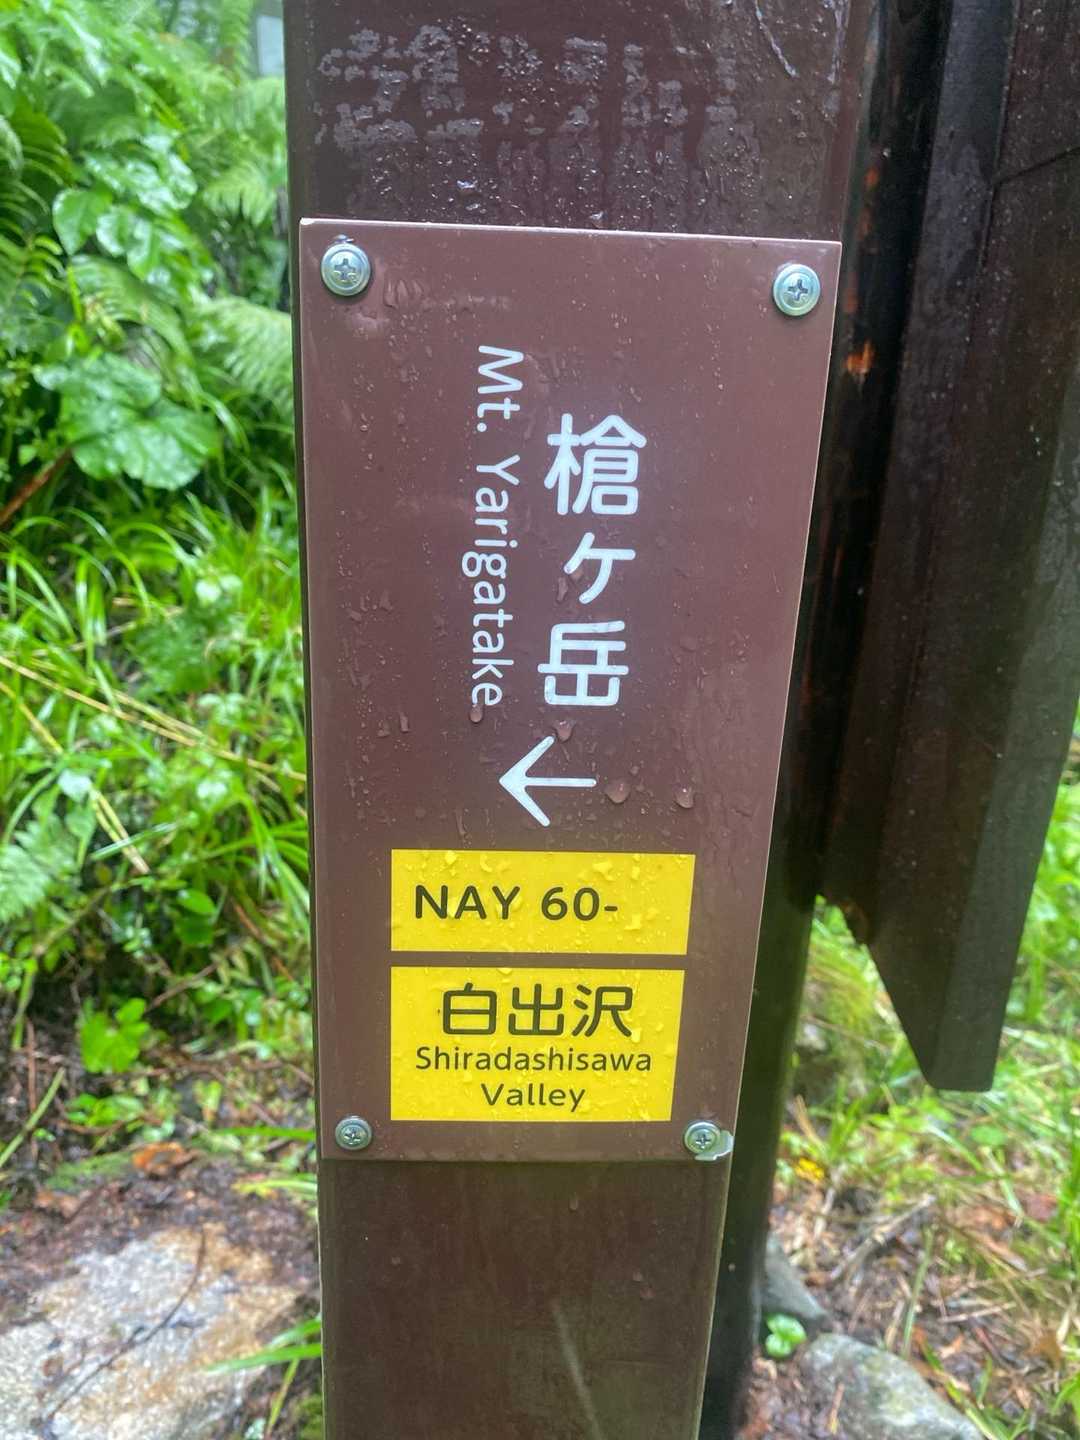 槍ヶ岳
Mt. Yarigatake
←
NAY 60-
白出沢
Shiradashisawa
Valley